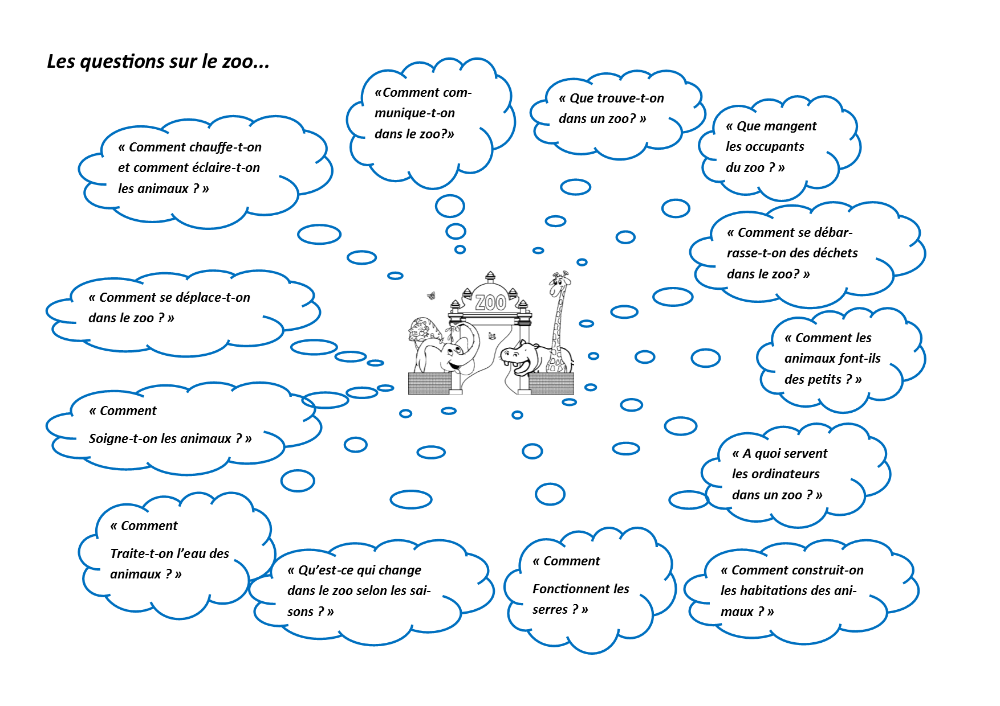 Les questions sur le zoo...
«Comment com-
munique-t-on
dans le zoo?»
« Que trouve-t-on
dans un zoo? »
« Que mangent
les occupants
du zoo ? »
« Comment chauffe-t-on
et comment éclaire-t-on
les animaux ? »
« Comment se débar-
rasse-t-on des déchets
dans le zoo? »
« Comment se déplace-t-on
dans le zoo ? »
ZOO
« Comment les
animaux font-ils
des petits ? »
« Comment
Soigne-t-on les animaux ? »
« A quoi servent
les ordinateurs
dans un zoo ? »
« Comment
Traite-t-on l’eau des
animaux ? »
« Qu’est-ce qui change
dans le zoo selon les sai-
sons ? »
« Comment
Fonctionnent les
serres ? »
« Comment construit-on
les habitations des ani-
maux ? »